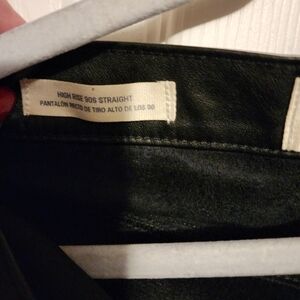 HIGH RISE 90S STRAIGHT
PANTALÓN RECTO DE TIRO ALTO DE LOS 90